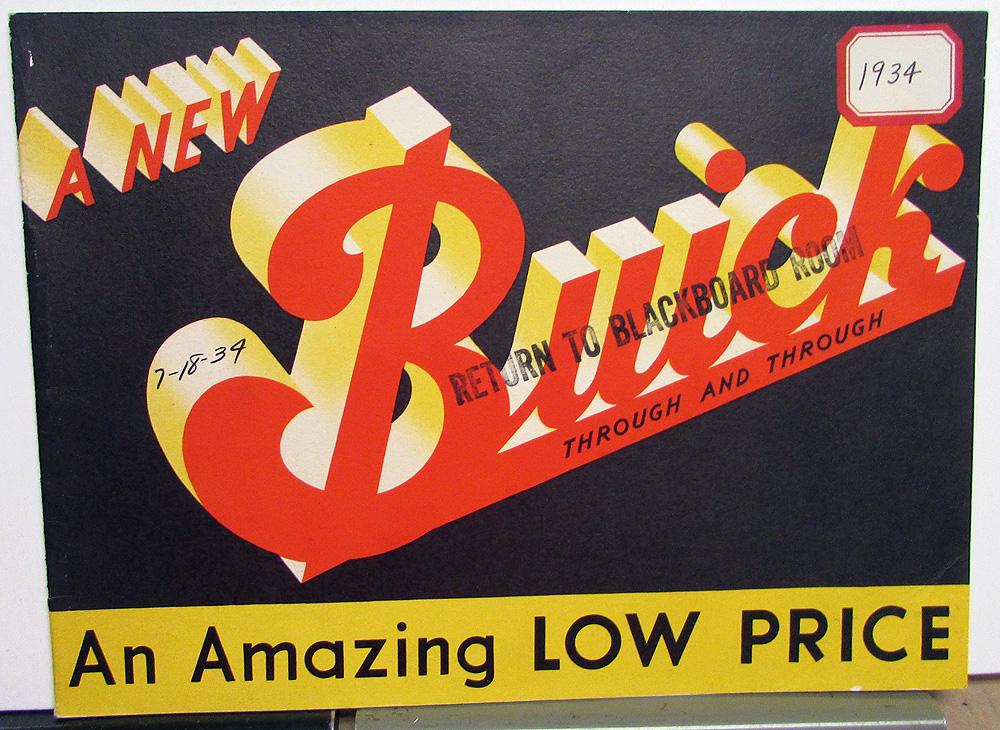 1934
A NEW
Buick
RETURN TO BLACKBOARD ROOM
7-18-34
THROUGH AND THROUGH
An Amazing LOW PRICE